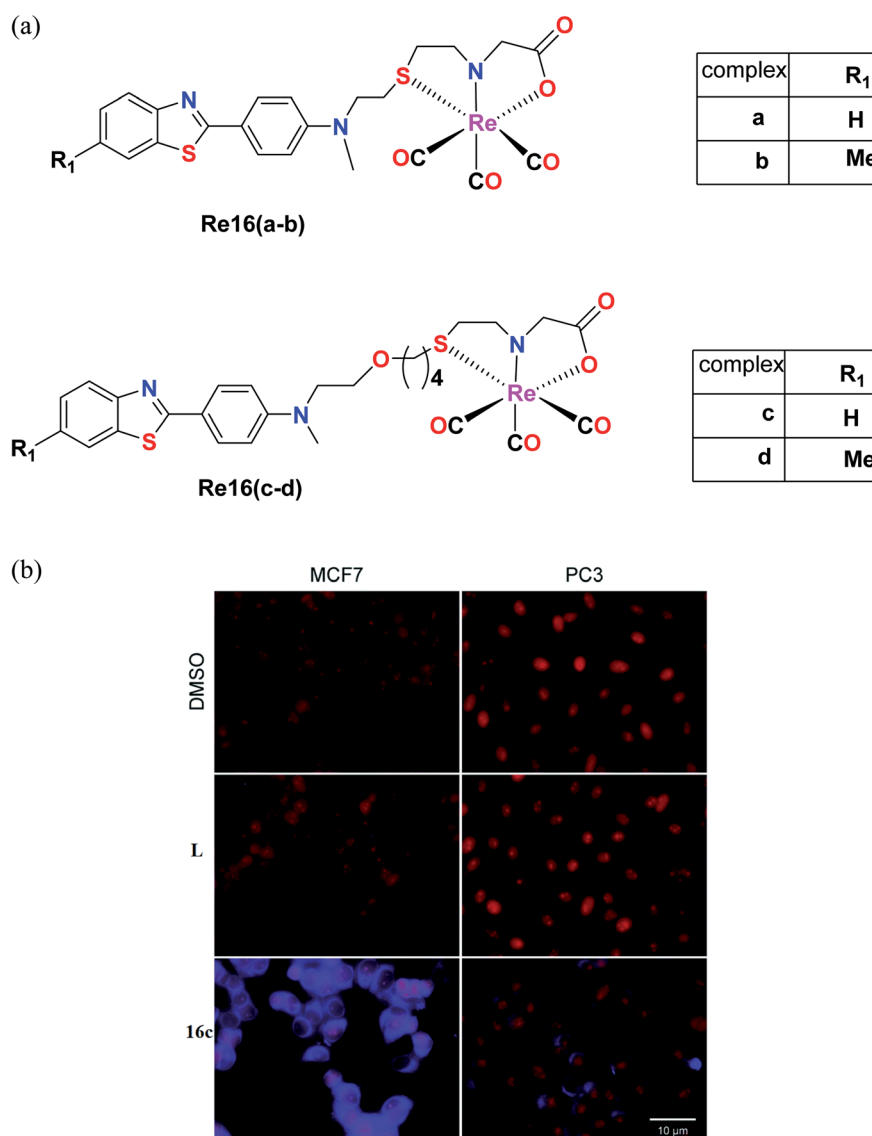 (a)
O
S
N
O
N
Re
N
S
R1
OC
CO
CO
Re16(a-b)
complex R1
a H
b Me
O
S
N
O
O
4
N
Re
N
S
R1
OC
CO
CO
Re16(c-d)
complex R1
c H
d Me
(b)
MCF7 PC3
DMSO
L
16c
10 µm